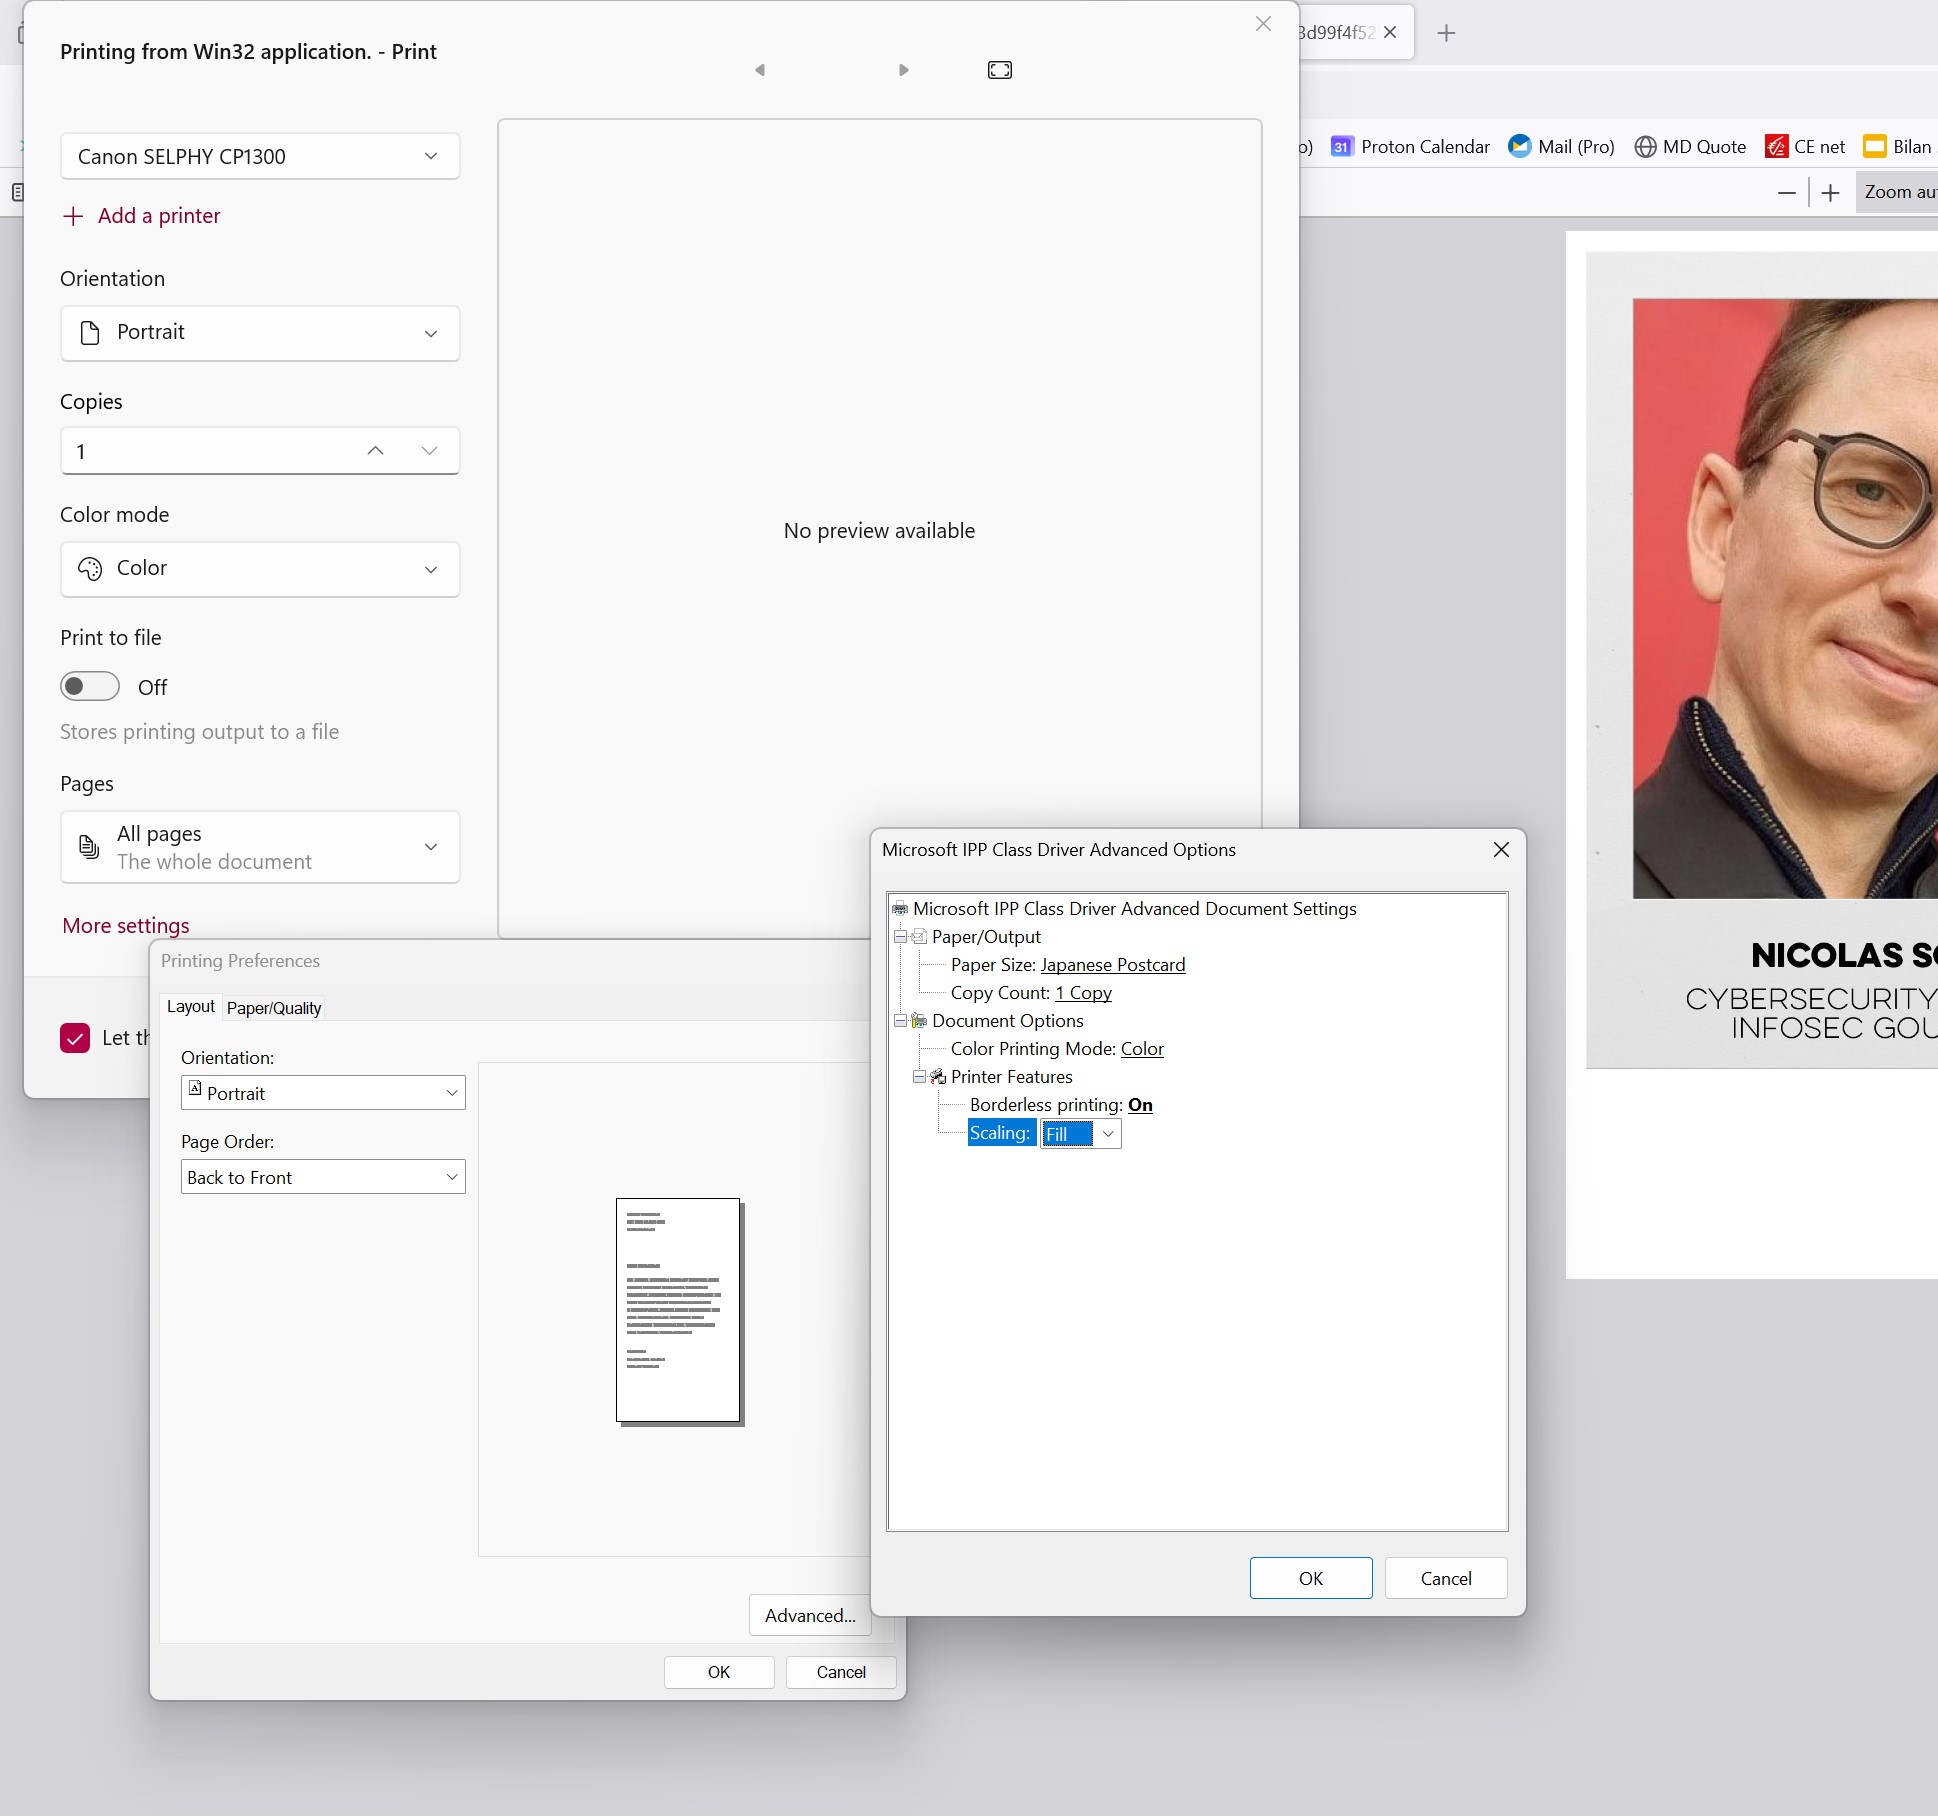 Printing from Win32 application. - Print
3d99f4f52
Canon SELPHY CP1300
Add a printer
Orientation
Portrait
Copies
1
Color mode
Color
Print to file
Off
Stores printing output to a file
Pages
All pages
The whole document
More settings
Let th
No preview available
o)
31
Proton Calendar
Mail (Pro)
MD Quote
CE net
Bilan
Zoom au
NICOLAS
CYBERSECURITY
INFOSEC GOU
Printing Preferences
Layout
Paper/Quality
Orientation:
A
Portrait
Page Order:
Back to Front
Advanced...
OK
Cancel
Microsoft IPP Class Driver Advanced Options
Microsoft IPP Class Driver Advanced Document Settings
Paper/Output
Paper Size: Japanese Postcard
Copy Count: 1 Copy
Document Options
Color Printing Mode: Color
Printer Features
Borderless printing: On
Scaling: Fill
OK
Cancel